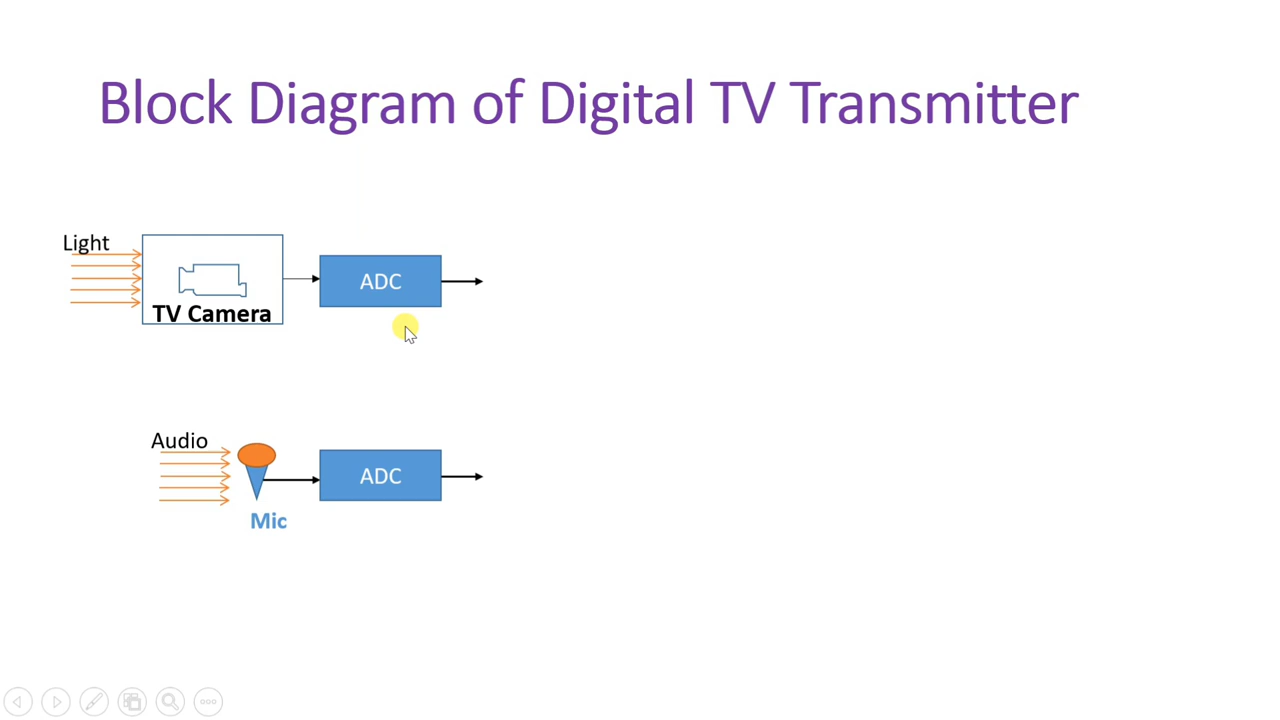 Block Diagram of Digital TV Transmitter
Light
TV Camera
ADC
Audio
ADC
Mic